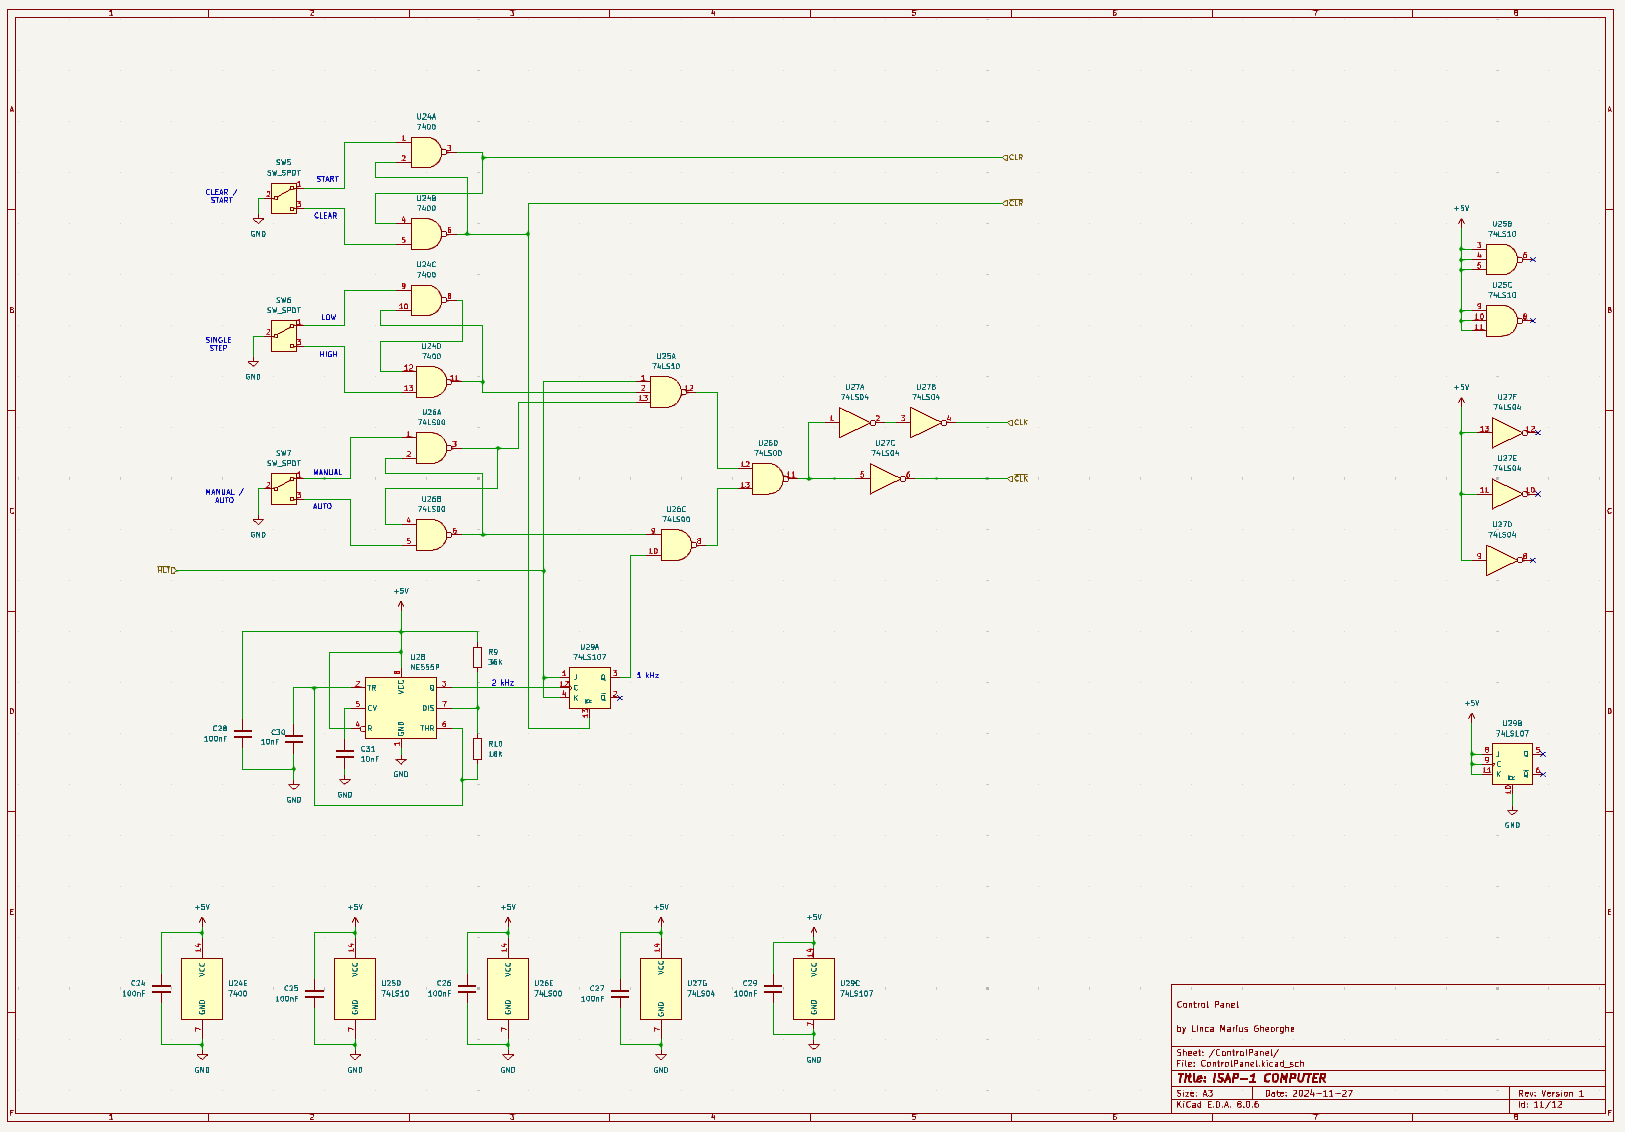 1 2 3 4 5 6 7 8
A
B
C
D
E
F
U24A
7400
1
2
3
SW5
SW_SPDT
CLEAR /
START
2
1
3
START
CLEAR
GND
CLR
CLR
U24B
7400
4
5
6
U24C
7400
9
10
8
SW6
SW_SPDT
SINGLE
STEP
2
1
3
LOW
HIGH
GND
U24D
7400
12
13
11
U26A
74LS00
1
2
3
SW7
SW_SPDT
MANUAL /
AUTO
2
1
3
MANUAL
AUTO
GND
U26B
74LS00
4
5
6
U25A
74LS10
1
2
13
12
U26D
74LS00
12
13
11
U26C
74LS00
9
10
8
U27A
74LS04
1
2
U27B
74LS04
3
4
CLK
U27C
74LS04
5
6
CLK
HLT
+5V
U28
NE555P
8
VCC
2
TR
Q
3
5
CV
DIS
7
4
R
THR
6
GND
1
GND
R9
36K
R10
18K
C28
100nF
C30
10nF
C31
10nF
GND
GND
2 kHz
U29A
74LS107
1
J
Q
3
12
C
4
K
Q
2
R
13
1 kHz
+5V
U25B
74LS10
3
4
5
6
U25C
74LS10
9
10
11
8
+5V
U27F
74LS04
13
12
U27E
74LS04
11
10
U27D
74LS04
9
8
+5V
U29B
74LS107
8
J
Q
5
9
C
11
K
Q
6
R
10
GND
+5V
14
VCC
C24
100nF
U24E
7400
GND
7
GND
+5V
14
VCC
C25
100nF
U25D
74LS10
GND
7
GND
+5V
14
VCC
C26
100nF
U26E
74LS00
GND
7
GND
+5V
14
VCC
C27
100nF
U27G
74LS04
GND
7
GND
+5V
14
VCC
C29
100nF
U29C
74LS107
GND
7
GND
Control Panel
by Linca Marius Gheorghe
Sheet: /ControlPanel/
File: ControlPanel.kicad_sch
Title: ISAP-1 COMPUTER
Size: A3 Date: 2024-11-27 Rev: Version 1
KiCad E.D.A. 6.0.6 Id: 11/12
1 2 3 4 5 6 7 8
A
B
C
D
E
F